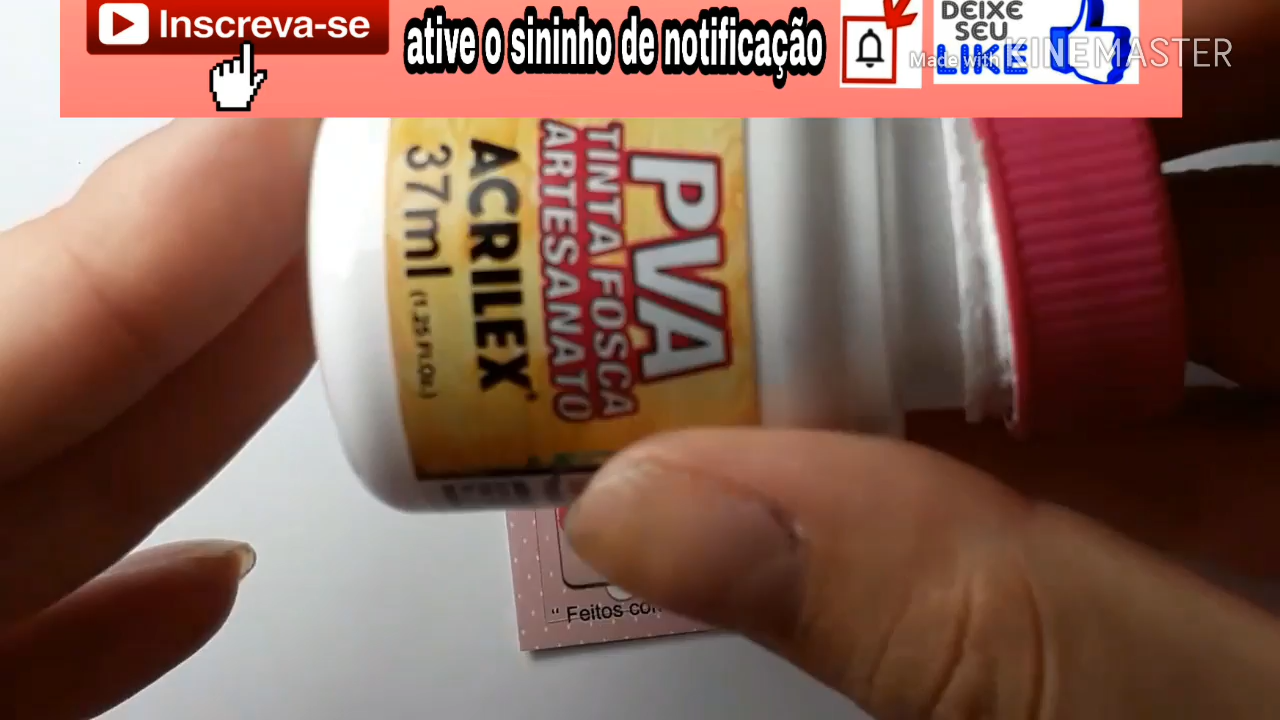 Inscreva-se
ative o sininho de notificação
DEIXE
SEU
LIKE
Made with KINEMASTER
PVA
TINTA FOSCA
ARTESANATO
ACRILEX
37ml (1.25 FL.OZ.)
“ Feitos com